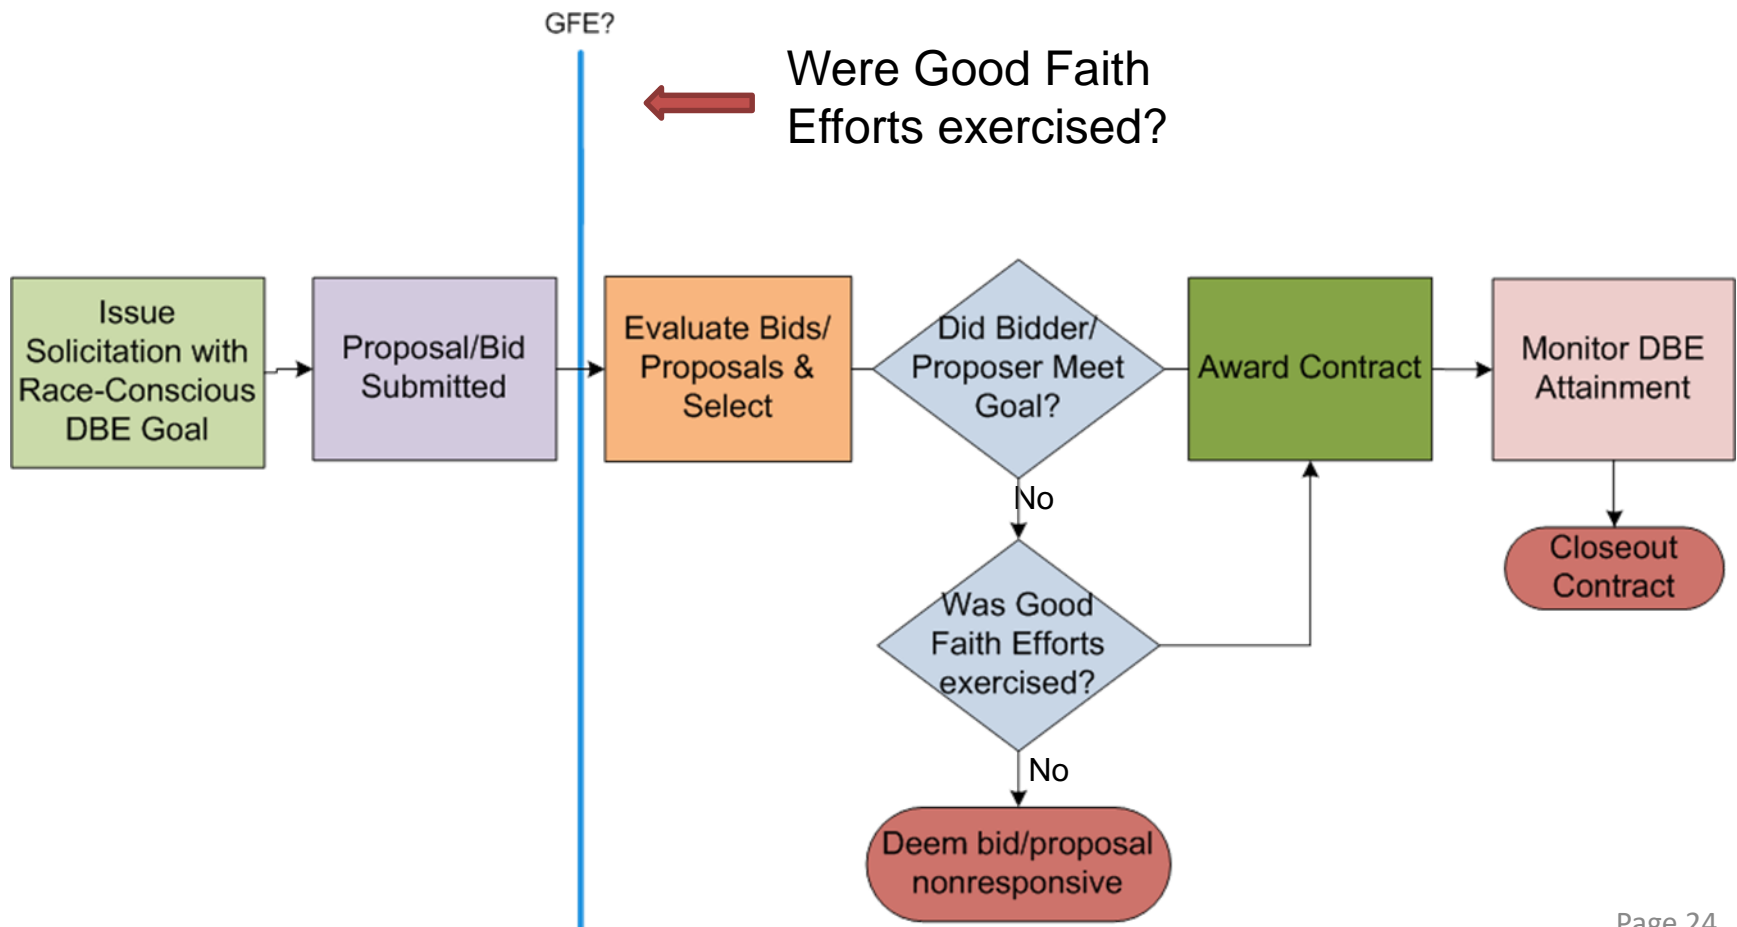 GFE?
Were Good Faith
Efforts exercised?
Issue
Solicitation with
Race-Conscious
DBE Goal
Proposal/Bid
Submitted
Evaluate Bids/
Proposals &
Select
Did Bidder/
Proposer Meet
Goal?
Award Contract
Monitor DBE
Attainment
No
Closeout
Contract
Was Good
Faith Efforts
exercised?
No
Deem bid/proposal
nonresponsive
Page 24